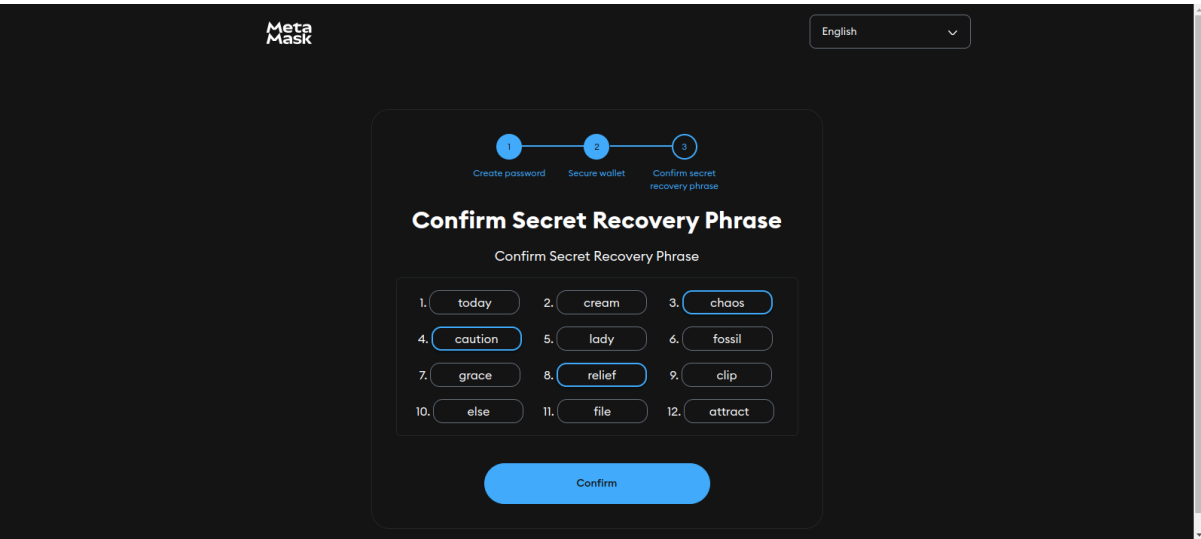 Meta
Mask
English
1 2 3
Create password Secure wallet Confirm secret
recovery phrase
Confirm Secret Recovery Phrase
Confirm Secret Recovery Phrase
1. today 2. cream 3. chaos
4. caution 5. lady 6. fossil
7. grace 8. relief 9. clip
10. else 11. file 12. attract
Confirm